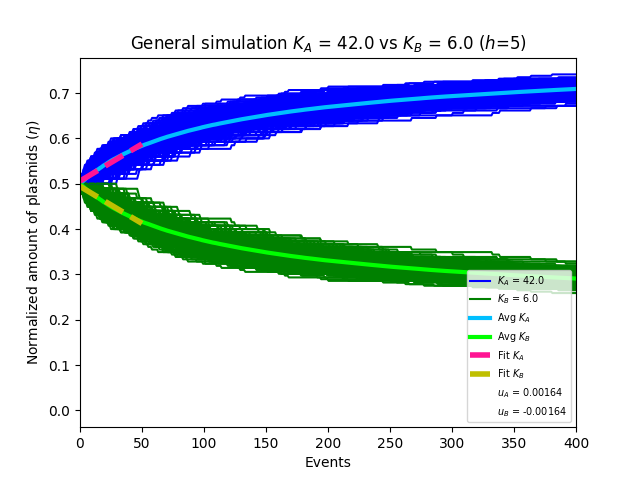 General simulation K_A = 42.0 vs K_B = 6.0 (h=5)
Normalized amount of plasmids (η)
0.7
0.6
0.5
0.4
0.3
0.2
0.1
0.0
K_A = 42.0
K_B = 6.0
Avg K_A
Avg K_B
Fit K_A
Fit K_B
u_A = 0.00164
u_B = -0.00164
0 50 100 150 200 250 300 350 400
Events